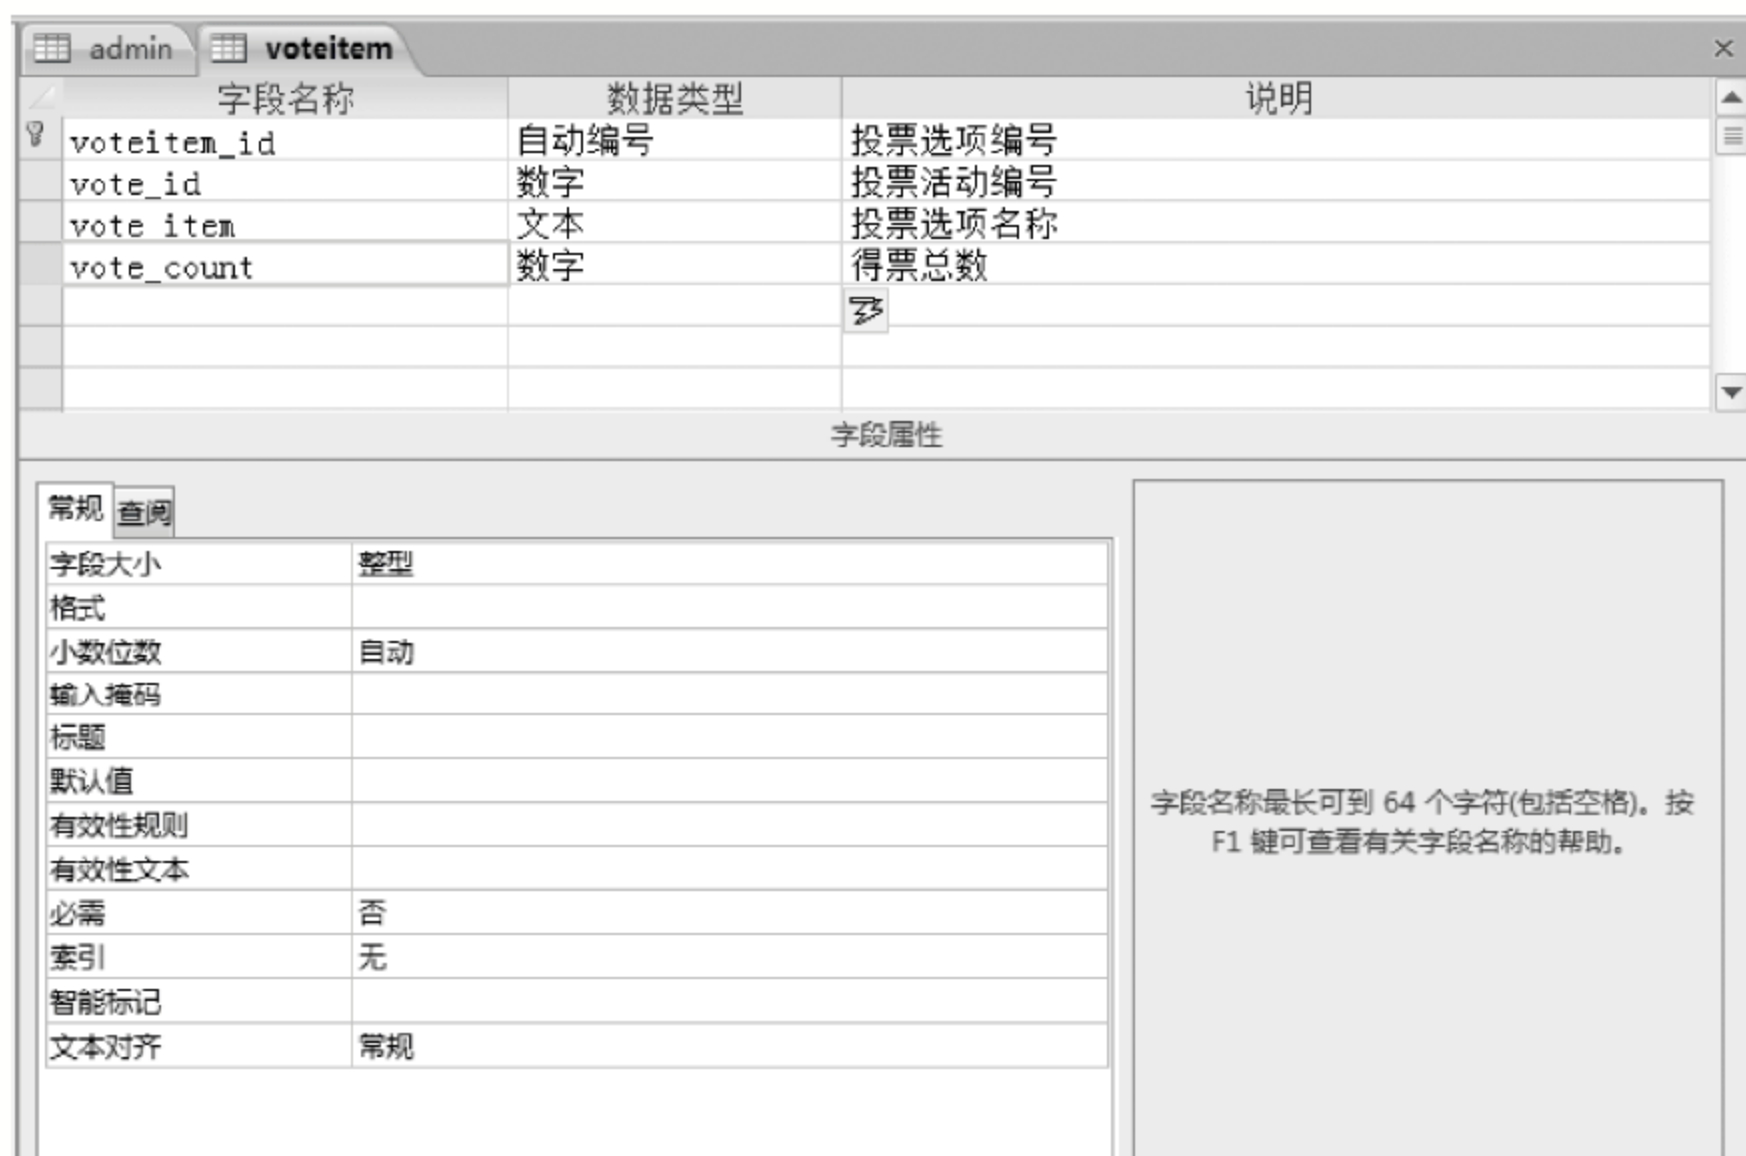 admin voteitem
字段名称 数据类型 说明
voteitem_id 自动编号 投票选项编号
vote_id 数字 投票活动编号
vote item 文本 投票选项名称
vote_count 数字 得票总数
字段属性
常规 查阅
字段大小 整型
格式
小数位数 自动
输入掩码
标题
默认值
有效性规则
有效性文本
必需 否
索引 无
智能标记
文本对齐 常规
字段名称最长可到 64 个字符(包括空格)。按
F1 键可查看有关字段名称的帮助。